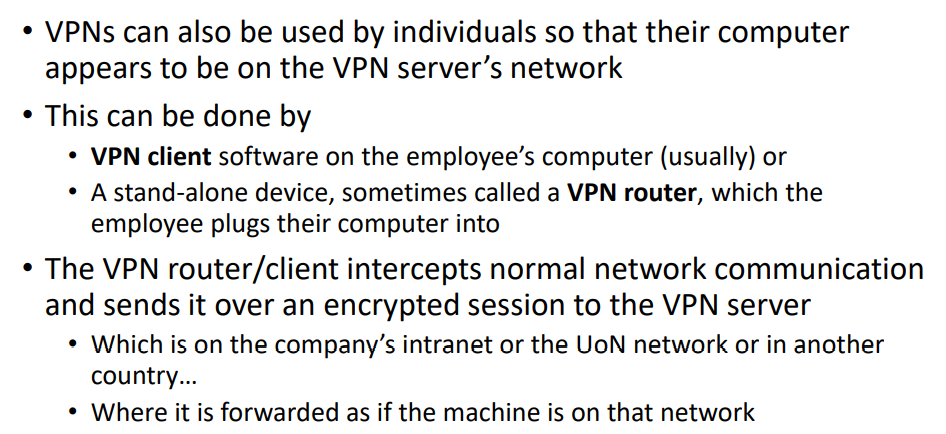 • VPNs can also be used by individuals so that their computer
appears to be on the VPN server’s network
• This can be done by
• VPN client software on the employee’s computer (usually) or
• A stand-alone device, sometimes called a VPN router, which the
employee plugs their computer into
• The VPN router/client intercepts normal network communication
and sends it over an encrypted session to the VPN server
• Which is on the company’s intranet or the UoN network or in another
country…
• Where it is forwarded as if the machine is on that network